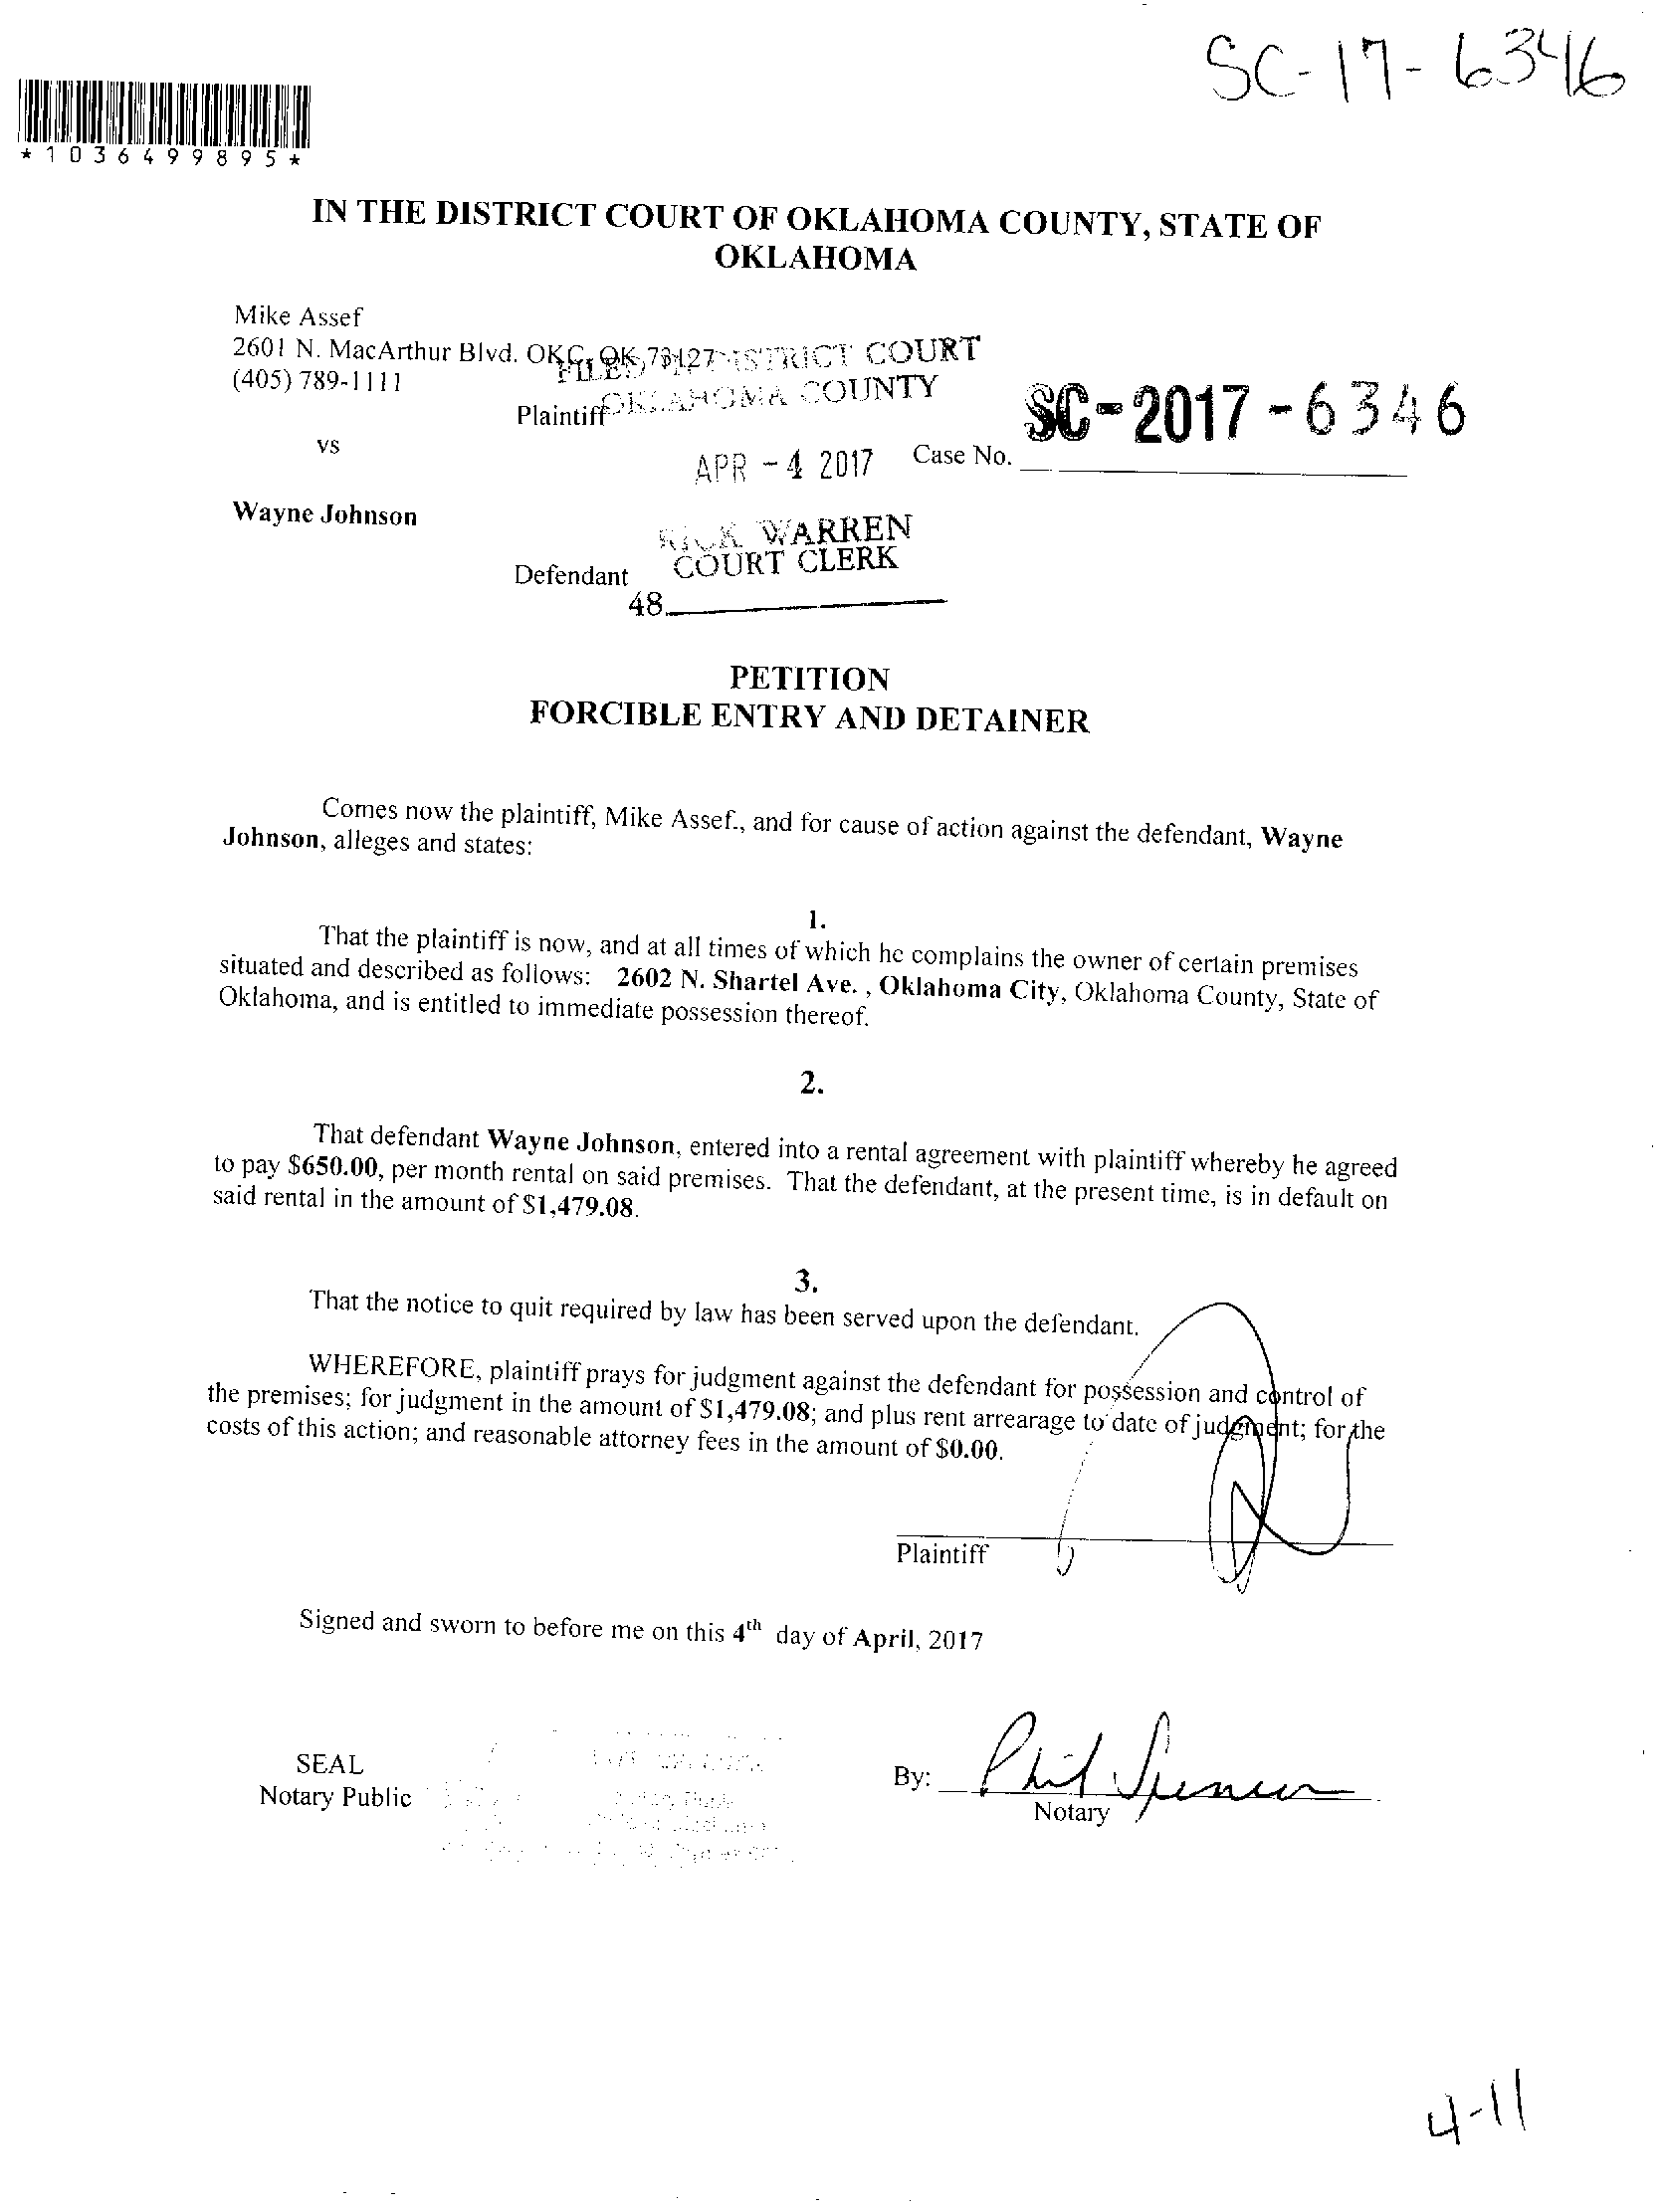 SC-17-6346
*1036499895*
IN THE DISTRICT COURT OF OKLAHOMA COUNTY, STATE OF
OKLAHOMA
Mike Assef
2601 N. MacArthur Blvd. OKC, OK 73127
FILED IN DISTRICT COURT
(405) 789-1111
OKLAHOMA COUNTY
Plaintiff
SC-2017-6346
vs
APR -4 2017
Case No.
Wayne Johnson
RICK WARREN
COURT CLERK
Defendant
48
PETITION
FORCIBLE ENTRY AND DETAINER
Comes now the plaintiff, Mike Assef., and for cause of action against the defendant, Wayne
Johnson, alleges and states:
1.
That the plaintiff is now, and at all times of which he complains the owner of certain premises
situated and described as follows: 2602 N. Shartel Ave. , Oklahoma City, Oklahoma County, State of
Oklahoma, and is entitled to immediate possession thereof.
2.
That defendant Wayne Johnson, entered into a rental agreement with plaintiff whereby he agreed
to pay $650.00, per month rental on said premises. That the defendant, at the present time, is in default on
said rental in the amount of $1,479.08.
3.
That the notice to quit required by law has been served upon the defendant.
WHEREFORE, plaintiff prays for judgment against the defendant for possession and control of
the premises; for judgment in the amount of $1,479.08; and plus rent arrearage to date of judgment; for the
costs of this action; and reasonable attorney fees in the amount of $0.00.
Plaintiff
Signed and sworn to before me on this 4th day of April, 2017
SEAL
Notary Public
By: Phil Spencer
Notary
4-11